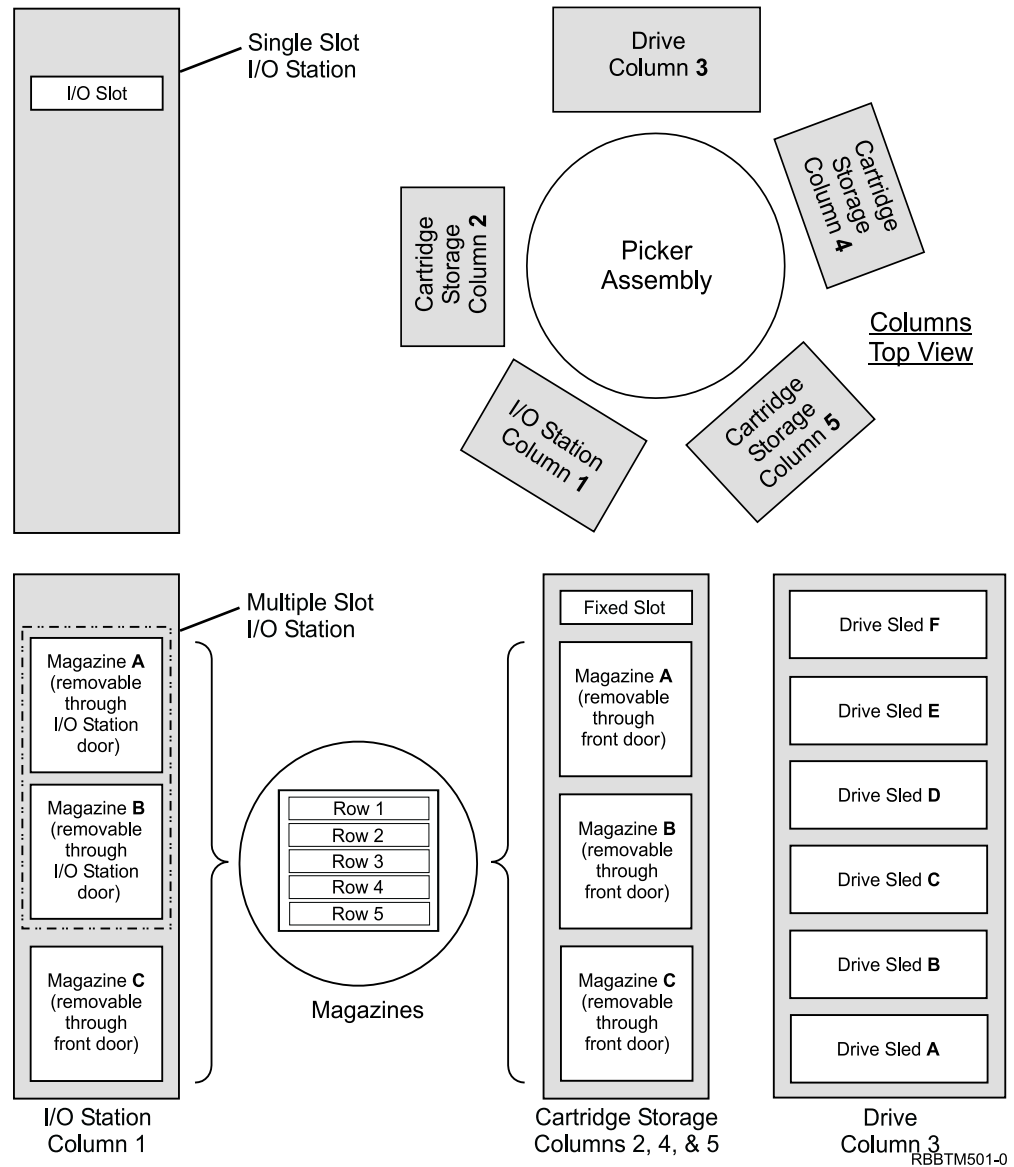 Single Slot
I/O Station
I/O Slot
Drive
Column 3
Cartridge
Storage
Column 4
Cartridge
Storage
Column 2
Picker
Assembly
Columns
Top View
I/O Station
Column 1
Cartridge
Storage
Column 5
Multiple Slot
I/O Station
Magazine A
(removable
through
I/O Station
door)
Magazine B
(removable
through
I/O Station
door)
Magazine C
(removable
through
front door)
I/O Station
Column 1
Row 1
Row 2
Row 3
Row 4
Row 5
Magazines
Fixed Slot
Magazine A
(removable
through
front door)
Magazine B
(removable
through
front door)
Magazine C
(removable
through
front door)
Cartridge Storage
Columns 2, 4, & 5
Drive Sled F
Drive Sled E
Drive Sled D
Drive Sled C
Drive Sled B
Drive Sled A
Drive
Column 3
RBBTM501-0